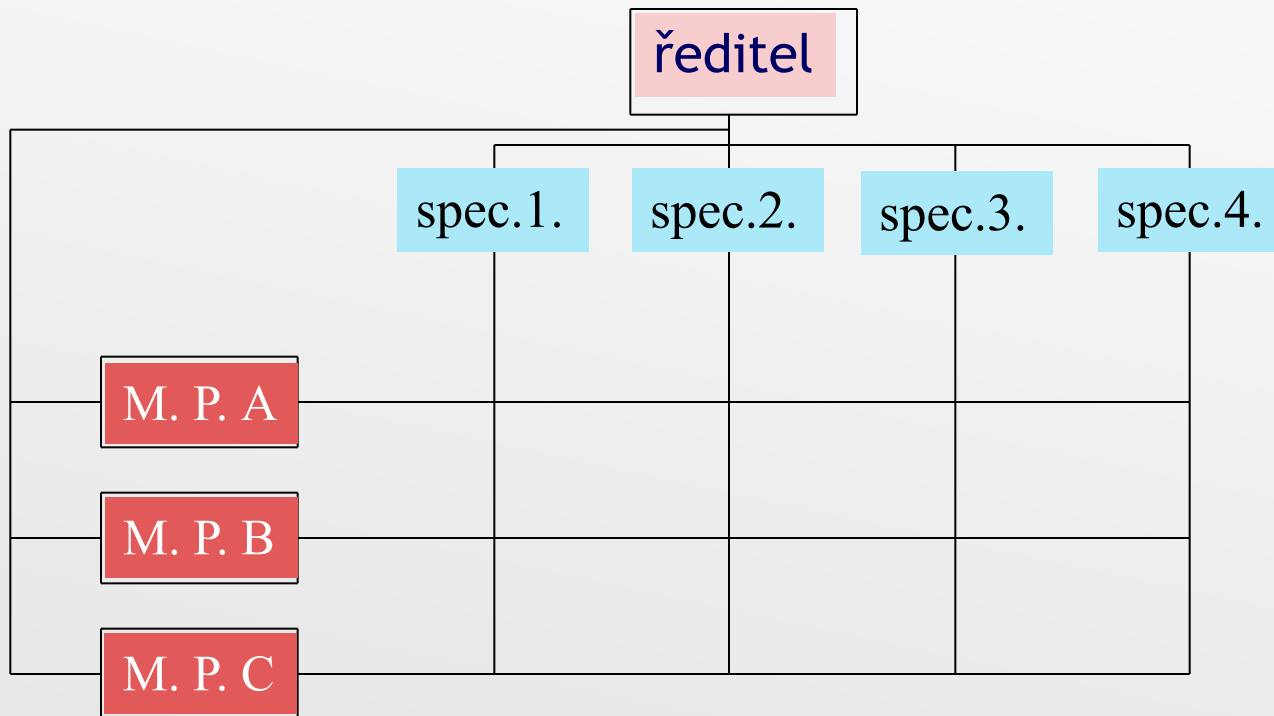 ředitel
spec.1.
spec.2.
spec.3.
spec.4.
M. P. A
M. P. B
M. P. C